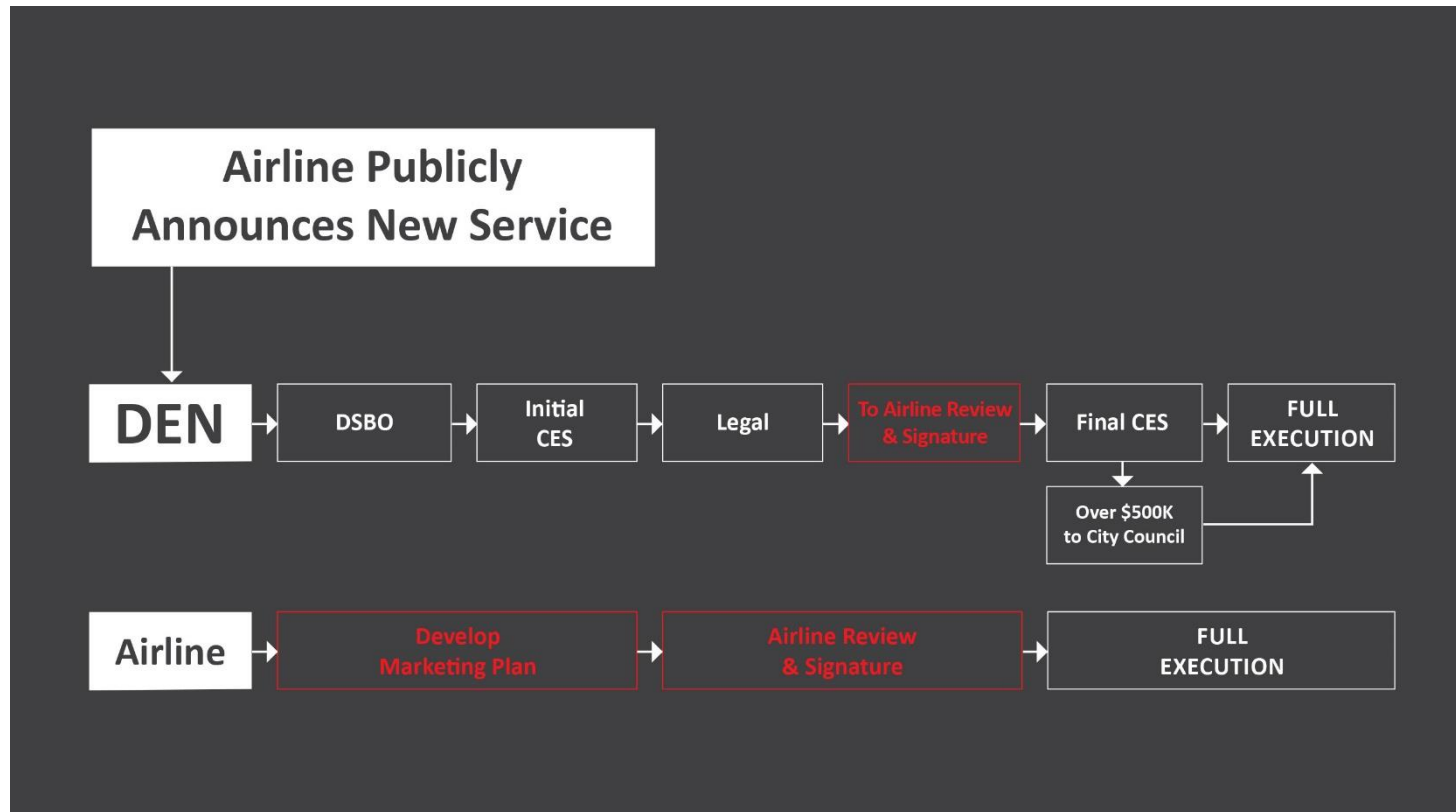 Airline Publicly
Announces New Service
DEN
DSBO
Initial
CES
Legal
To Airline Review
& Signature
Final CES
FULL
EXECUTION
Over $500K
to City Council
Airline
Develop
Marketing Plan
Airline Review
& Signature
FULL
EXECUTION